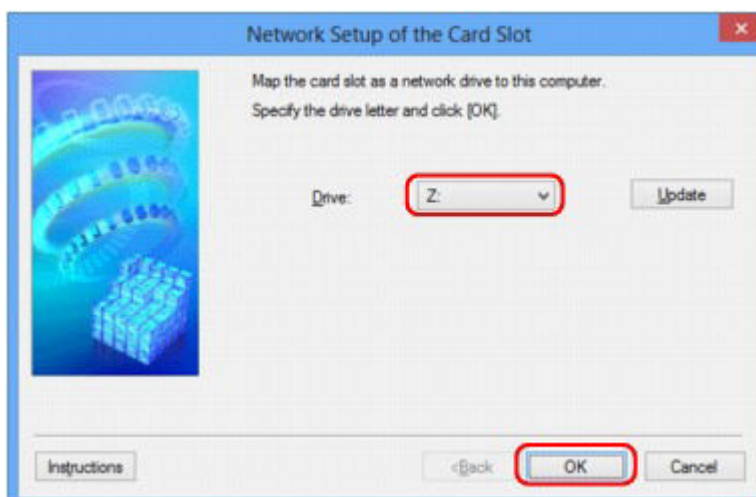 Network Setup of the Card Slot
Map the card slot as a network drive to this computer.
Specify the drive letter and click [OK].
Drive: Z: Update
Instructions <Back OK Cancel